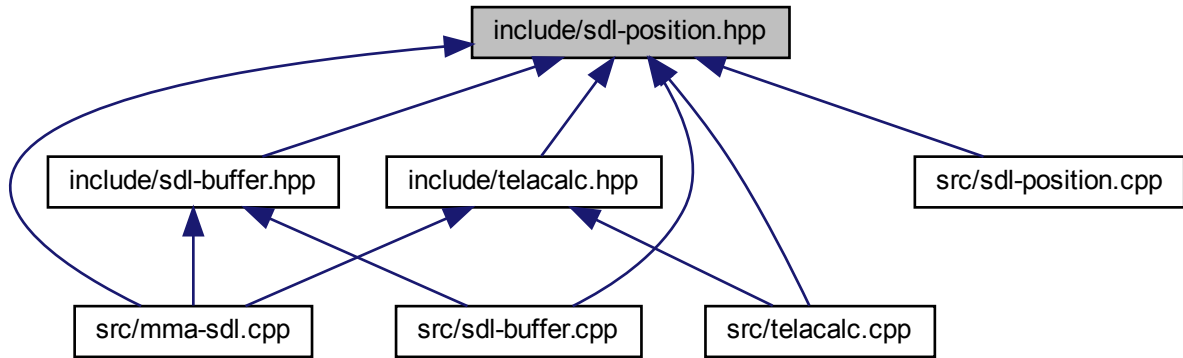 include/sdl-position.hpp
include/sdl-buffer.hpp
include/telacalc.hpp
src/sdl-position.cpp
src/mma-sdl.cpp
src/sdl-buffer.cpp
src/telacalc.cpp